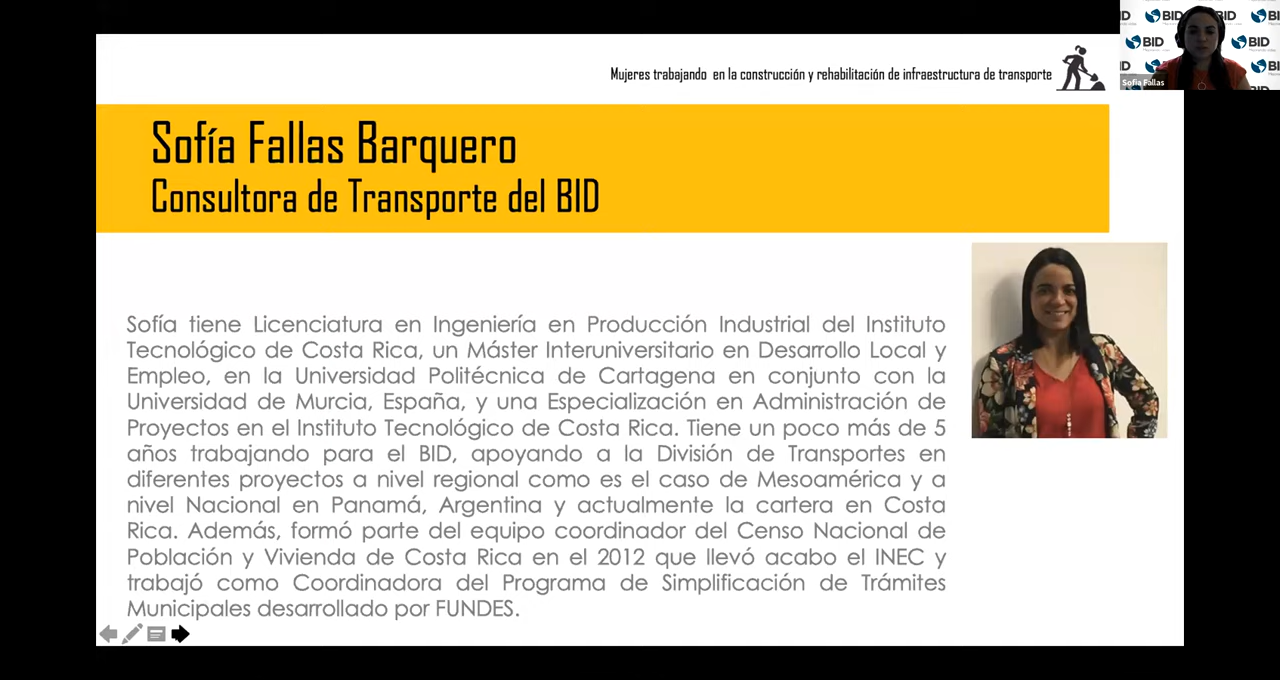 Mujeres trabajando en la construcción y rehabilitación de infraestructura de transporte
Sofía Fallas Barquero
Consultora de Transporte del BID
Sofía tiene Licenciatura en Ingeniería en Producción Industrial del Instituto
Tecnológico de Costa Rica, un Máster Interuniversitario en Desarrollo Local y
Empleo, en la Universidad Politécnica de Cartagena en conjunto con la
Universidad de Murcia, España, y una Especialización en Administración de
Proyectos en el Instituto Tecnológico de Costa Rica. Tiene un poco más de 5
años trabajando para el BID, apoyando a la División de Transportes en
diferentes proyectos a nivel regional como es el caso de Mesoamérica y a
nivel Nacional en Panamá, Argentina y actualmente la cartera en Costa
Rica. Además, formó parte del equipo coordinador del Censo Nacional de
Población y Vivienda de Costa Rica en el 2012 que llevó acabo el INEC y
trabajó como Coordinadora del Programa de Simplificación de Trámites
Municipales desarrollado por FUNDES.
BID
BID
BID
Sofía Fallas